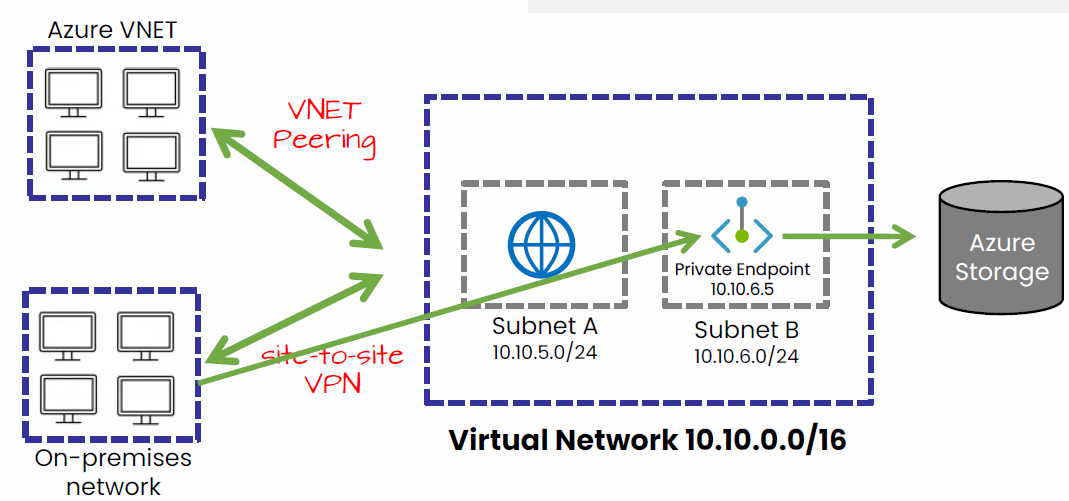 Azure VNET
VNET
Peering
Azure
Storage
Private Endpoint
10.10.6.5
Subnet A
10.10.5.0/24
Subnet B
10.10.6.0/24
site-to-site
VPN
Virtual Network 10.10.0.0/16
On-premises
network